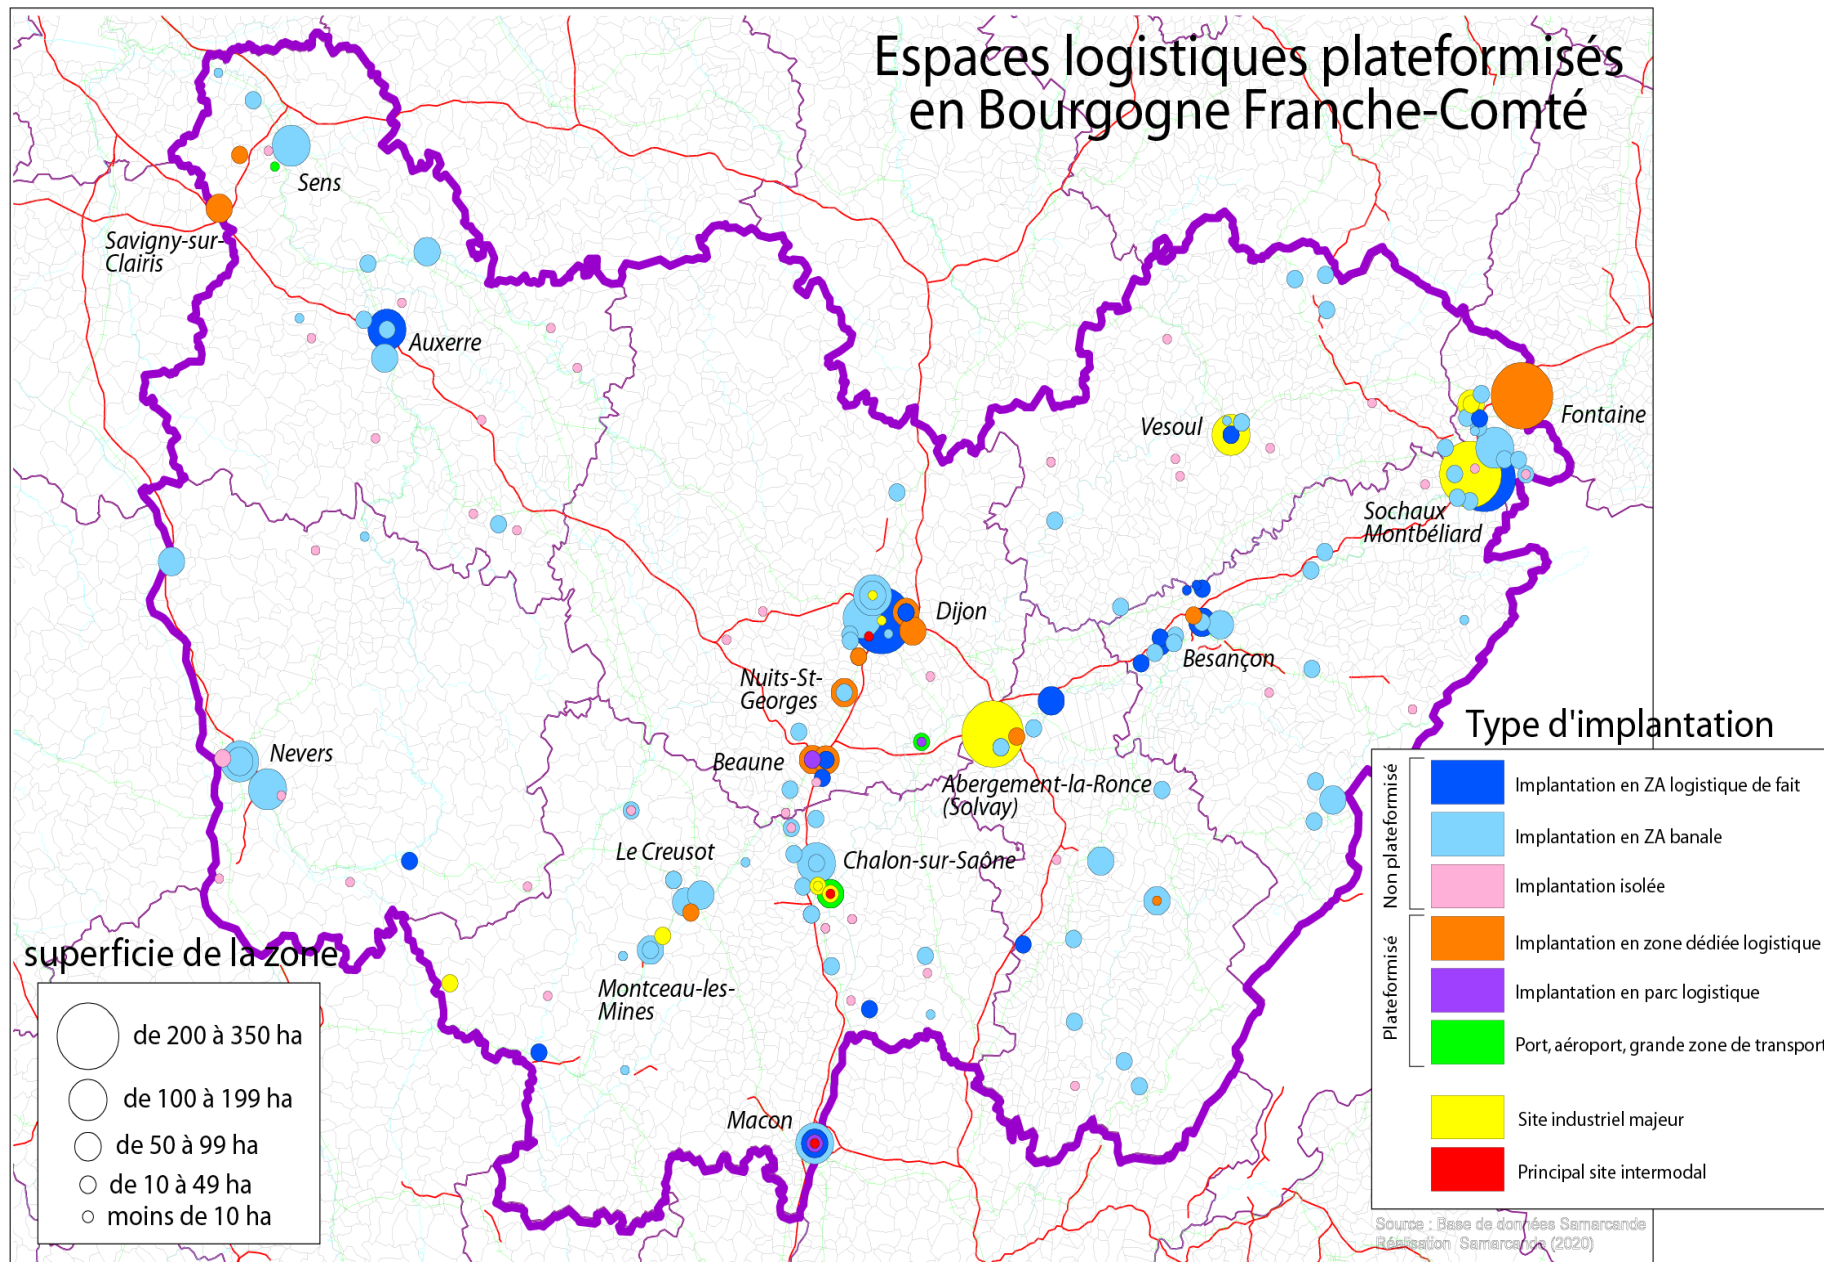 Espaces logistiques plateformisés
en Bourgogne Franche-Comté
Sens
Savigny-sur-
Clairis
Auxerre
Vesoul
Fontaine
Sochaux
Montbéliard
Dijon
Besançon
Nuits-St-
Georges
Nevers
Beaune
Abergement-la-Ronce
(Solvay)
Le Creusot
Chalon-sur-Saône
Montceau-les-
Mines
Macon
superficie de la zone
de 200 à 350 ha
de 100 à 199 ha
de 50 à 99 ha
de 10 à 49 ha
moins de 10 ha
Type d'implantation
Non plateformisé
Implantation en ZA logistique de fait
Implantation en ZA banale
Implantation isolée
Plateformisé
Implantation en zone dédiée logistique
Implantation en parc logistique
Port, aéroport, grande zone de transport
Site industriel majeur
Principal site intermodal
Source : Base de données Samarcande
Réalisation Samarcande (2020)